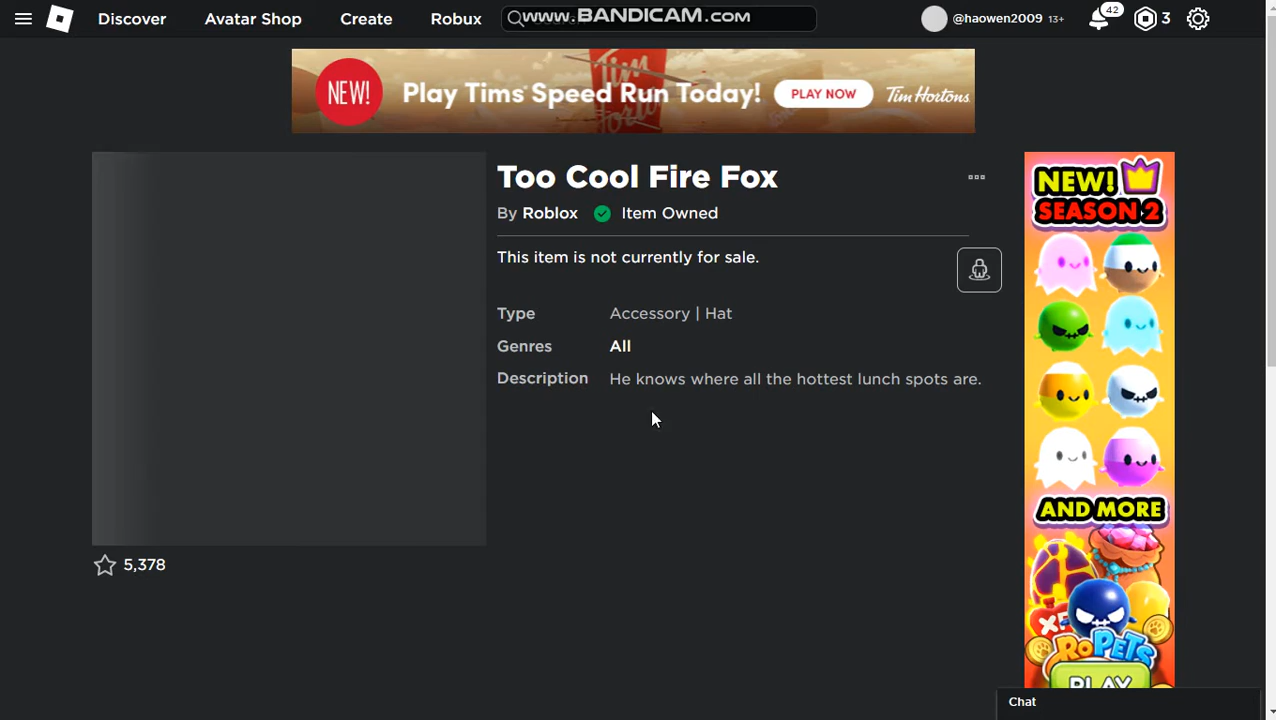 Discover Avatar Shop Create Robux www.BANDICAM.com @haowen2009 13+ 42 3
NEW! Play Tims Speed Run Today! PLAY NOW Tim Hortons
Too Cool Fire Fox
By Roblox Item Owned
This item is not currently for sale.
Type Accessory | Hat
Genres All
Description He knows where all the hottest lunch spots are.
5,378
NEW!
SEASON 2
AND MORE
XP
ROPETS
PLAY
Chat